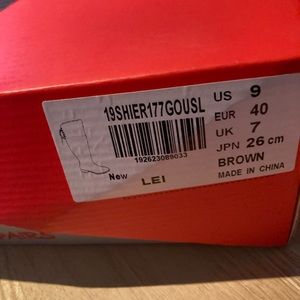 19SHIER177GOUSL
US 9
EUR 40
UK 7
JPN 26 cm
BROWN
MADE IN CHINA
192623089033
New
LEI